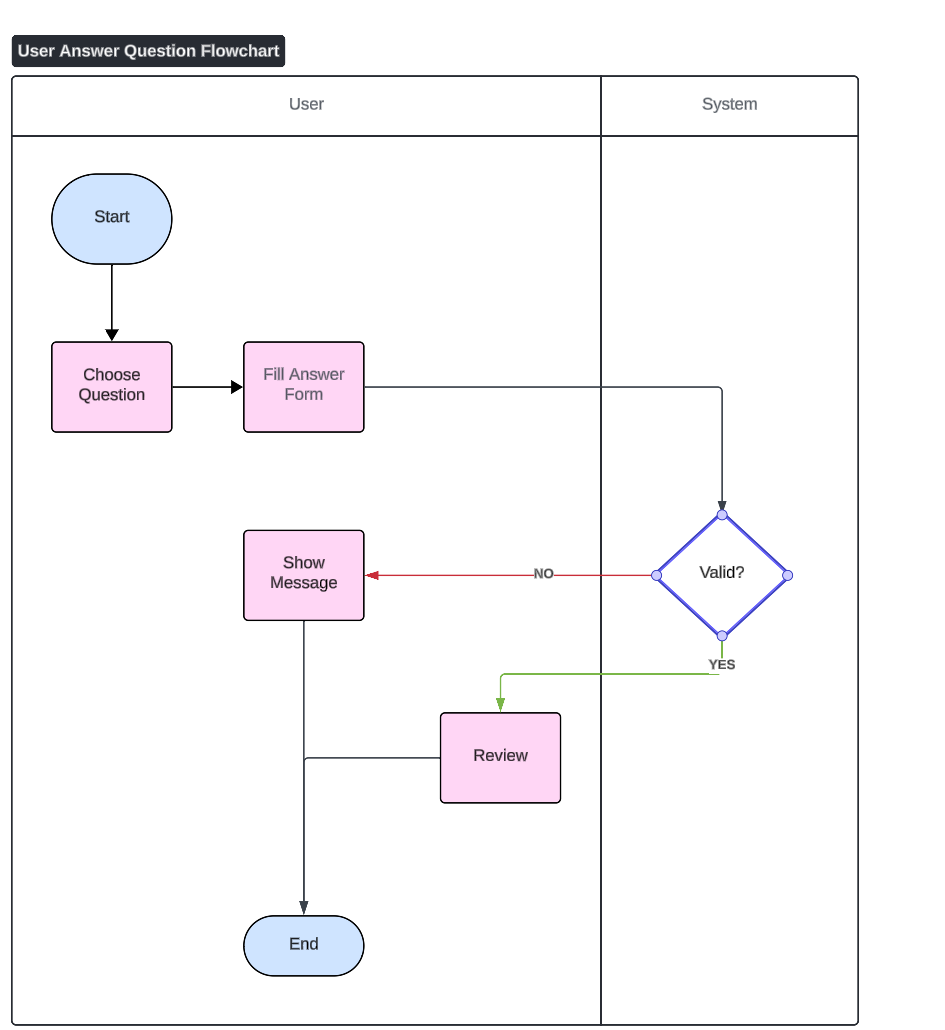 User Answer Question Flowchart
User
System
Start
Choose
Question
Fill Answer
Form
Show
Message
NO
Valid?
YES
Review
End